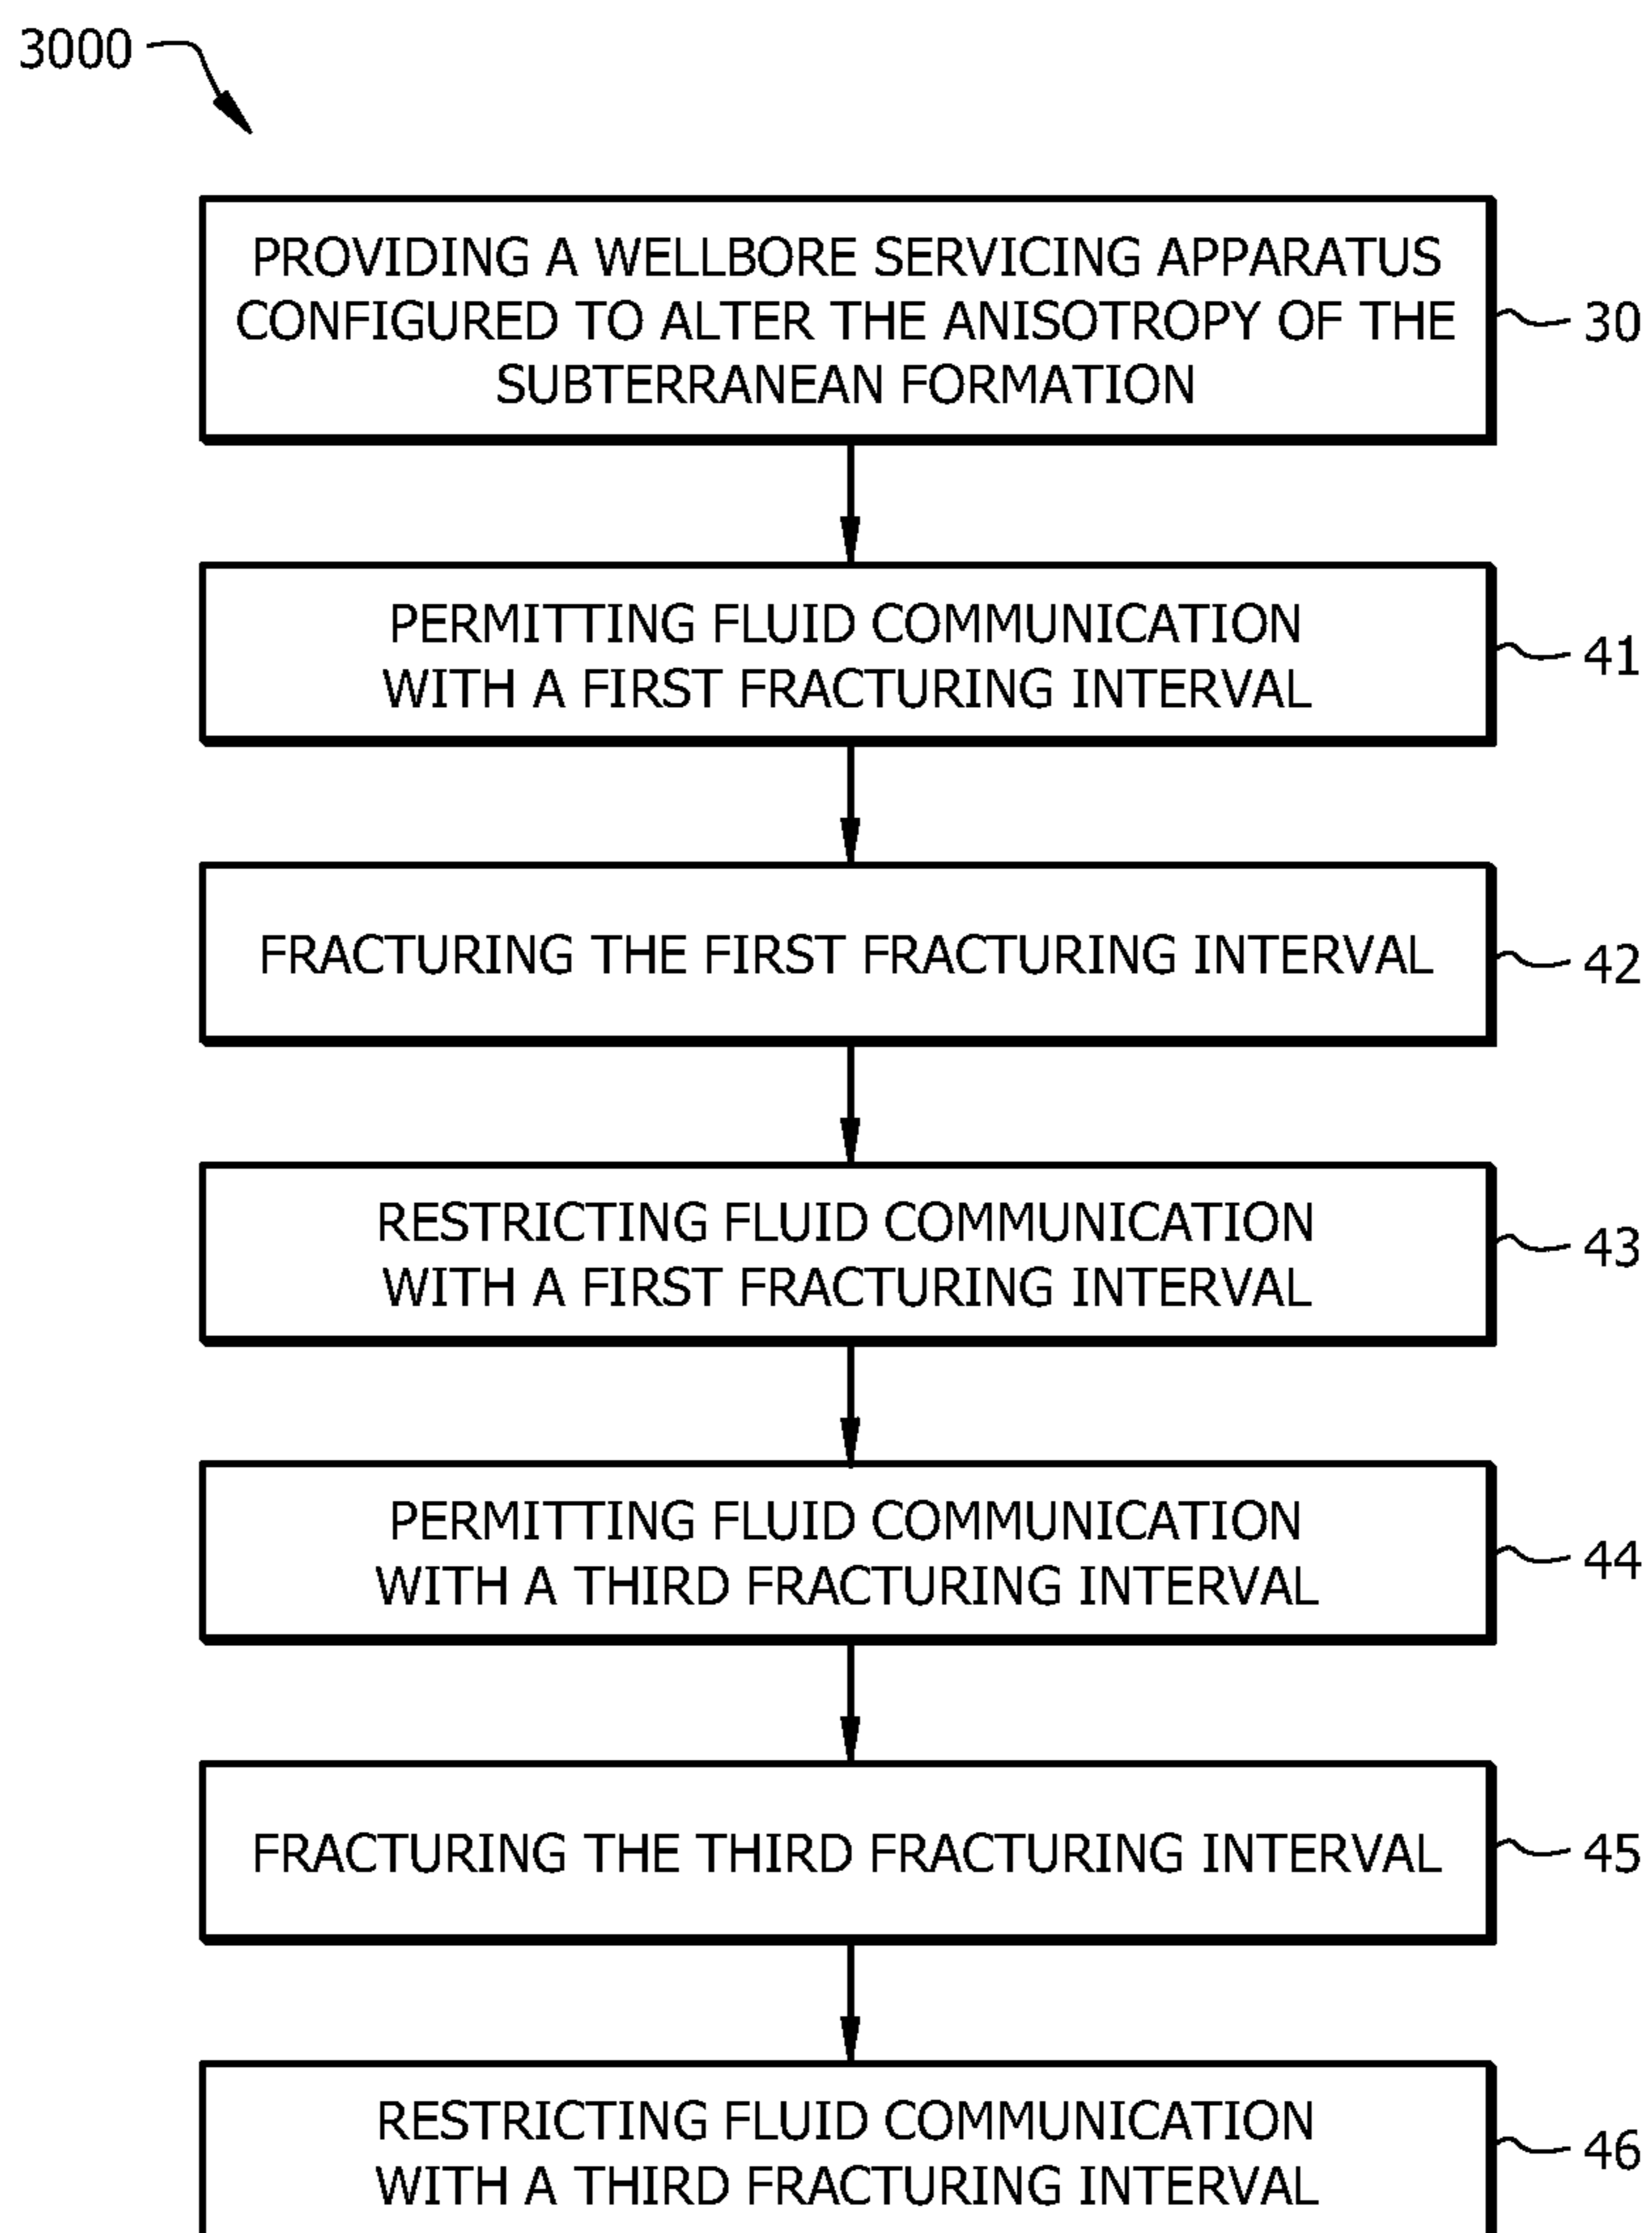 3000
PROVIDING A WELLBORE SERVICING APPARATUS
CONFIGURED TO ALTER THE ANISOTROPY OF THE
SUBTERRANEAN FORMATION
30
PERMITTING FLUID COMMUNICATION
WITH A FIRST FRACTURING INTERVAL
41
FRACTURING THE FIRST FRACTURING INTERVAL
42
RESTRICTING FLUID COMMUNICATION
WITH A FIRST FRACTURING INTERVAL
43
PERMITTING FLUID COMMUNICATION
WITH A THIRD FRACTURING INTERVAL
44
FRACTURING THE THIRD FRACTURING INTERVAL
45
RESTRICTING FLUID COMMUNICATION
WITH A THIRD FRACTURING INTERVAL
46